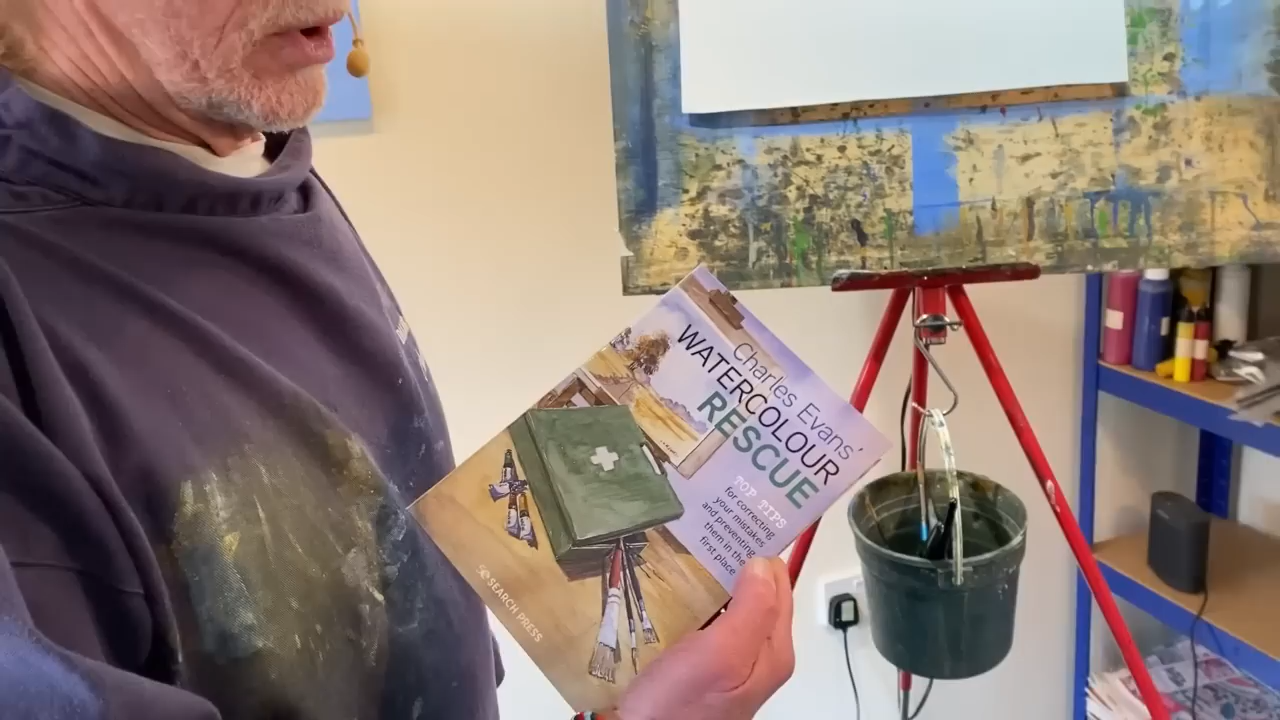 Charles Evans'
WATERCOLOUR
RESCUE
TOP TIPS
for correcting
your mistakes
and preventing
them in the
first place
SEARCH PRESS